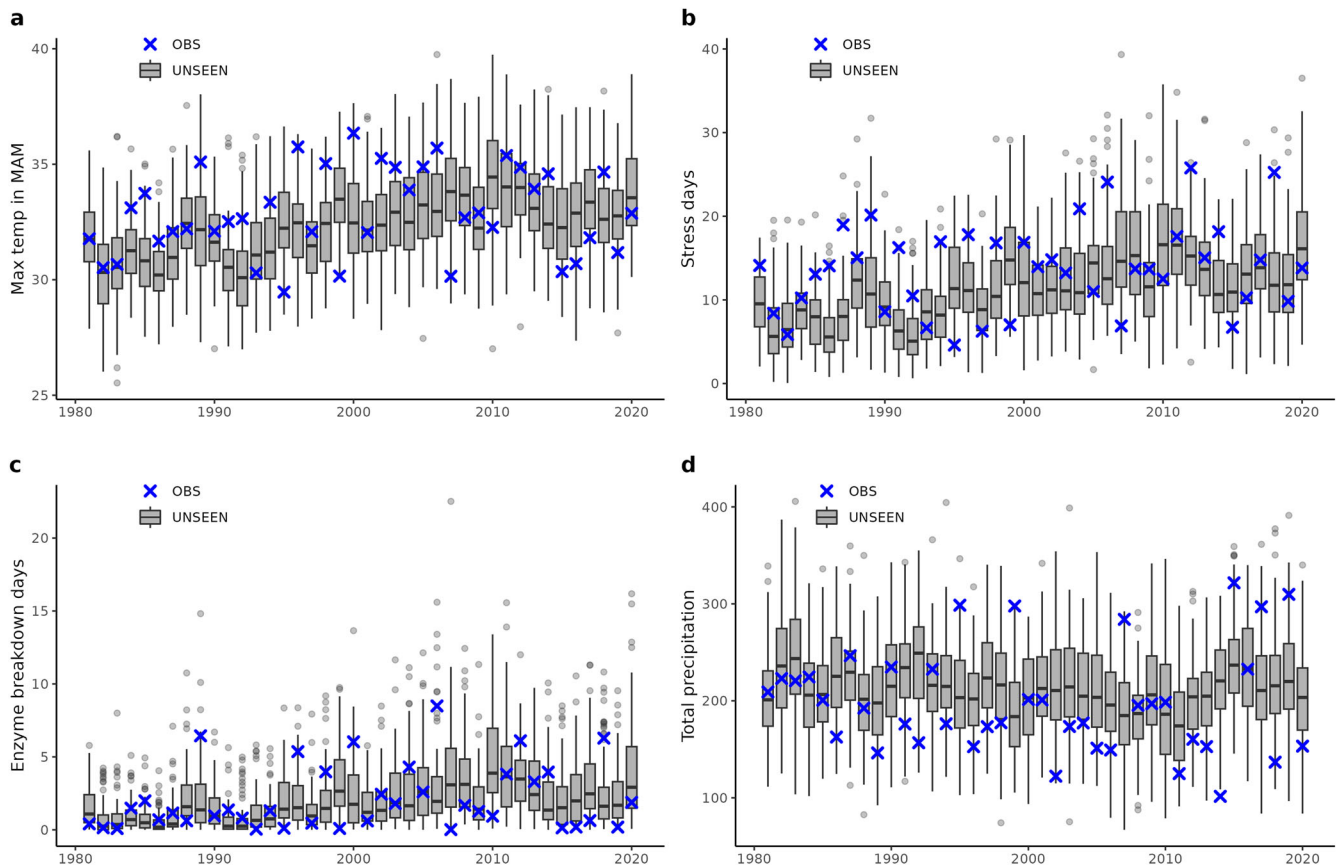 a
OBS
UNSEEN
Max temp in MAM
40
35
30
25
1980
1990
2000
2010
2020
b
OBS
UNSEEN
Stress days
40
30
20
10
0
1980
1990
2000
2010
2020
c
OBS
UNSEEN
Enzyme breakdown days
20
15
10
5
0
1980
1990
2000
2010
2020
d
OBS
UNSEEN
Total precipitation
400
300
200
100
1980
1990
2000
2010
2020